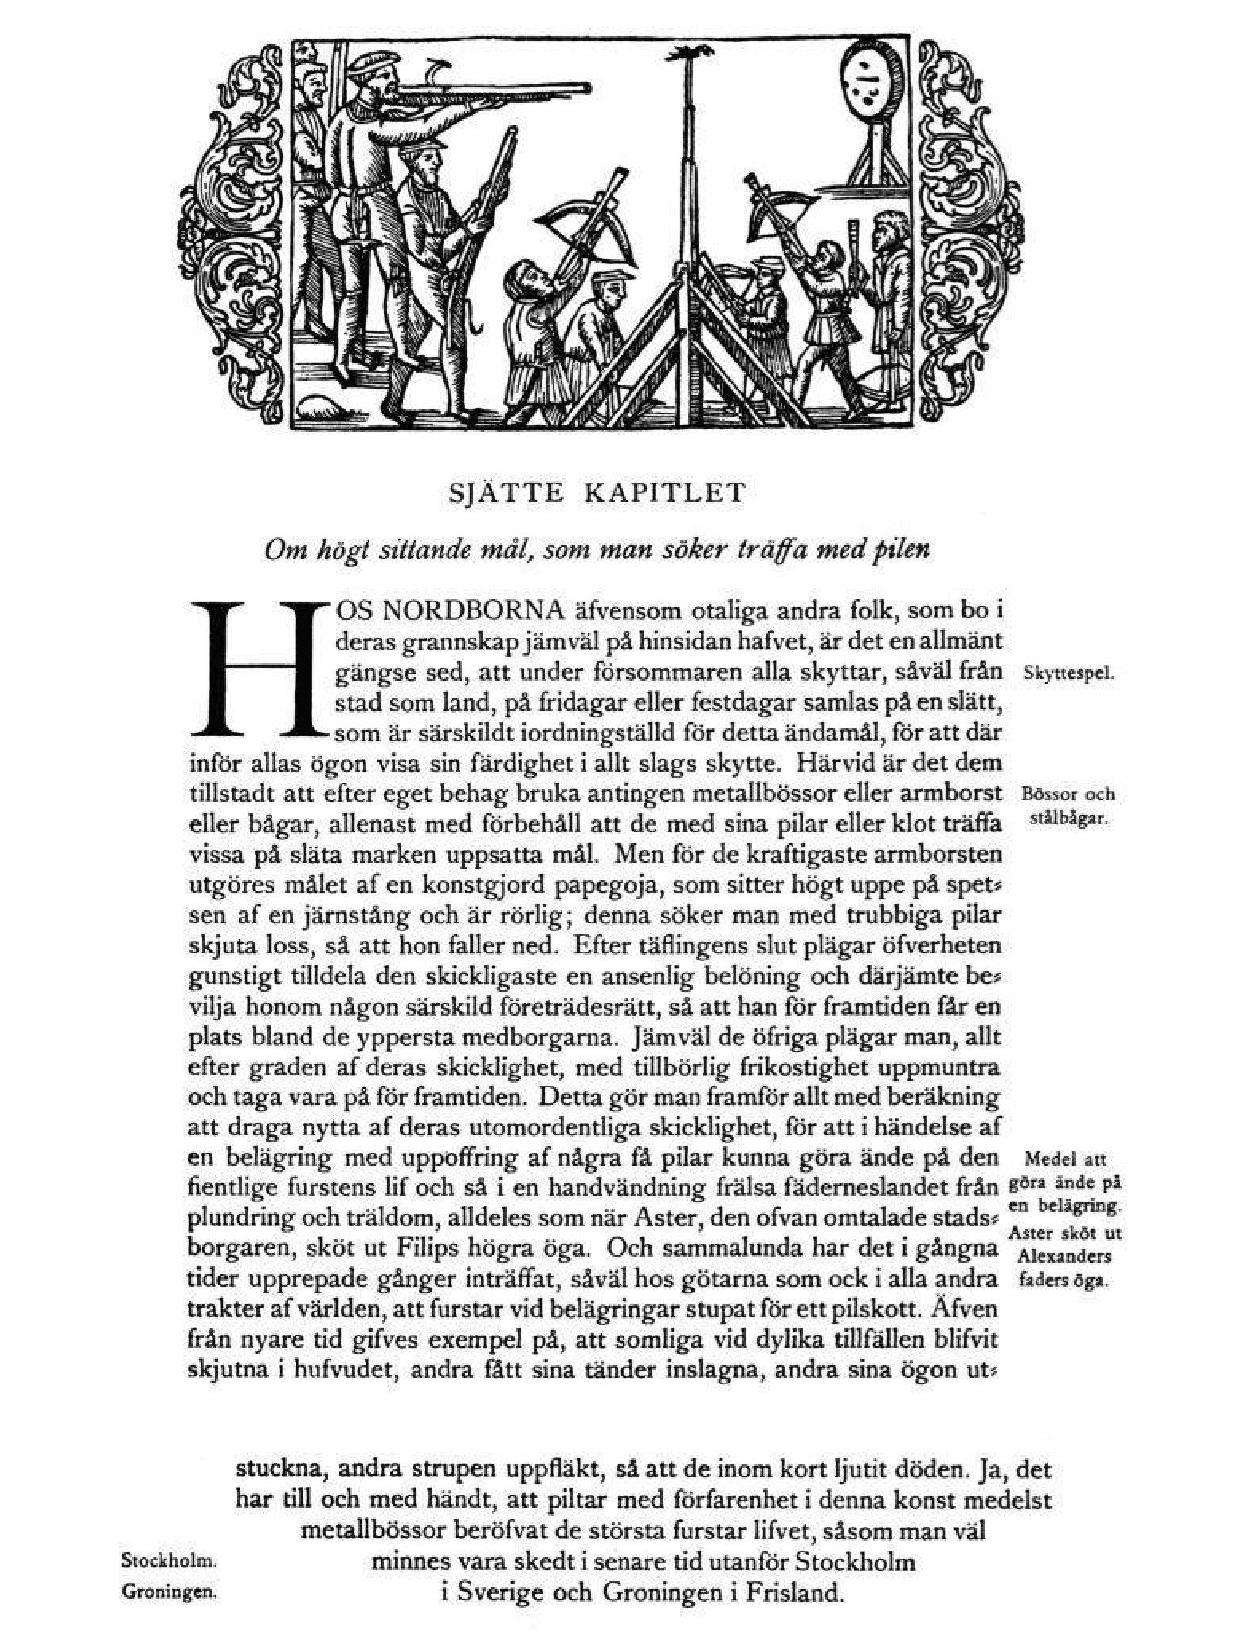 SJÄTTE KAPITLET
Om högt sittande mål, som man söker träffa med pilen
HOS NORDBORNA äfvensom otaliga andra folk, som bo i
deras grannskap jämväl på hinsidan hafvet, är det en allmänt
gängse sed, att under försommaren alla skyttar, såväl från
Skyttespel.
stad som land, på fridagar eller festdagar samlas på en slätt,
som är särskildt iordningställd för detta ändamål, för att där
inför allas ögon visa sin färdighet i allt slags skytte. Härvid är det dem
tillstadt att efter eget behag bruka antingen metallbössor eller armborst
Bössor och
eller bågar, allenast med förbehåll att de med sina pilar eller klot träffa
stålbågar.
vissa på släta marken uppsatta mål. Men för de kraftigaste armborsten
utgöres målet af en konstgjord papegoja, som sitter högt uppe på spet-
sen af en järnstång och är rörlig; denna söker man med trubbiga pilar
skjuta loss, så att hon faller ned. Efter täflingens slut plägar öfverheten
gunstigt tilldela den skickligaste en ansenlig belöning och därjämte be-
vilja honom någon särskild företrädesrätt, så att han för framtiden får en
plats bland de yppersta medborgarna. Jämväl de öfriga plägar man, allt
efter graden af deras skicklighet, med tillbörlig frikostighet uppmuntra
och taga vara på för framtiden. Detta gör man framför allt med beräkning
att draga nytta af deras utomordentliga skicklighet, för att i händelse af
en belägring med uppoffring af några få pilar kunna göra ände på den
Medel att
fientlige furstens lif och så i en handvändning frälsa fäderneslandet från
göra ände på
plundring och träldom, alldeles som när Aster, den ofvan omtalade stads-
en belägring.
Aster sköt ut
borgaren, sköt ut Filips högra öga. Och sammalunda har det i gångna
Alexanders
tider upprepade gånger inträffat, såväl hos götarna som ock i alla andra
faders öga.
trakter af världen, att furstar vid belägringar stupat för ett pilskott. Äfven
från nyare tid gifves exempel på, att somliga vid dylika tillfällen blifvit
skjutna i hufvudet, andra fått sina tänder inslagna, andra sina ögon ut-
stuckna, andra strupen uppfläkt, så att de inom kort ljutit döden. Ja, det
har till och med händt, att piltar med förfarenhet i denna konst medelst
metallbössor beröfvat de största furstar lifvet, såsom man väl
Stockholm.
minnes vara skedt i senare tid utanför Stockholm
Groningen.
i Sverige och Groningen i Frisland.